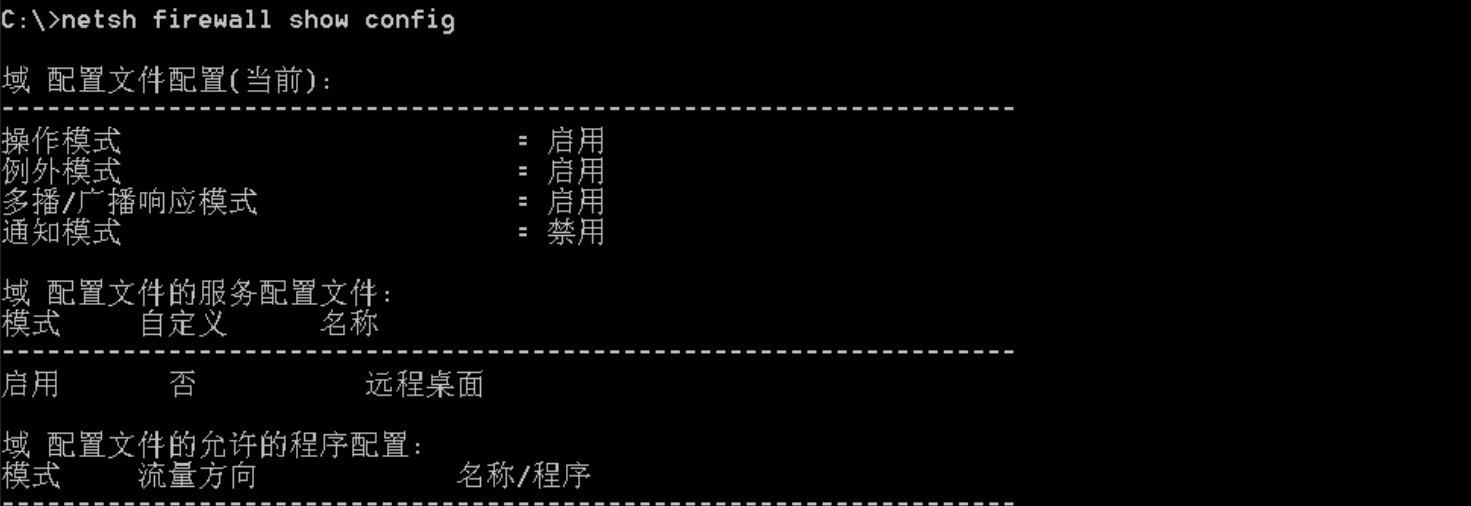 C:\>netsh firewall show config
域 配置文件配置(当前):
-------------------------------------------------------------------
操作模式 = 启用
例外模式 = 启用
多播/广播响应模式 = 启用
通知模式 = 禁用
域 配置文件的服务配置文件:
模式 自定义 名称
-------------------------------------------------------------------
启用 否 远程桌面
域 配置文件的允许的程序配置:
模式 流量方向 名称/程序
-------------------------------------------------------------------